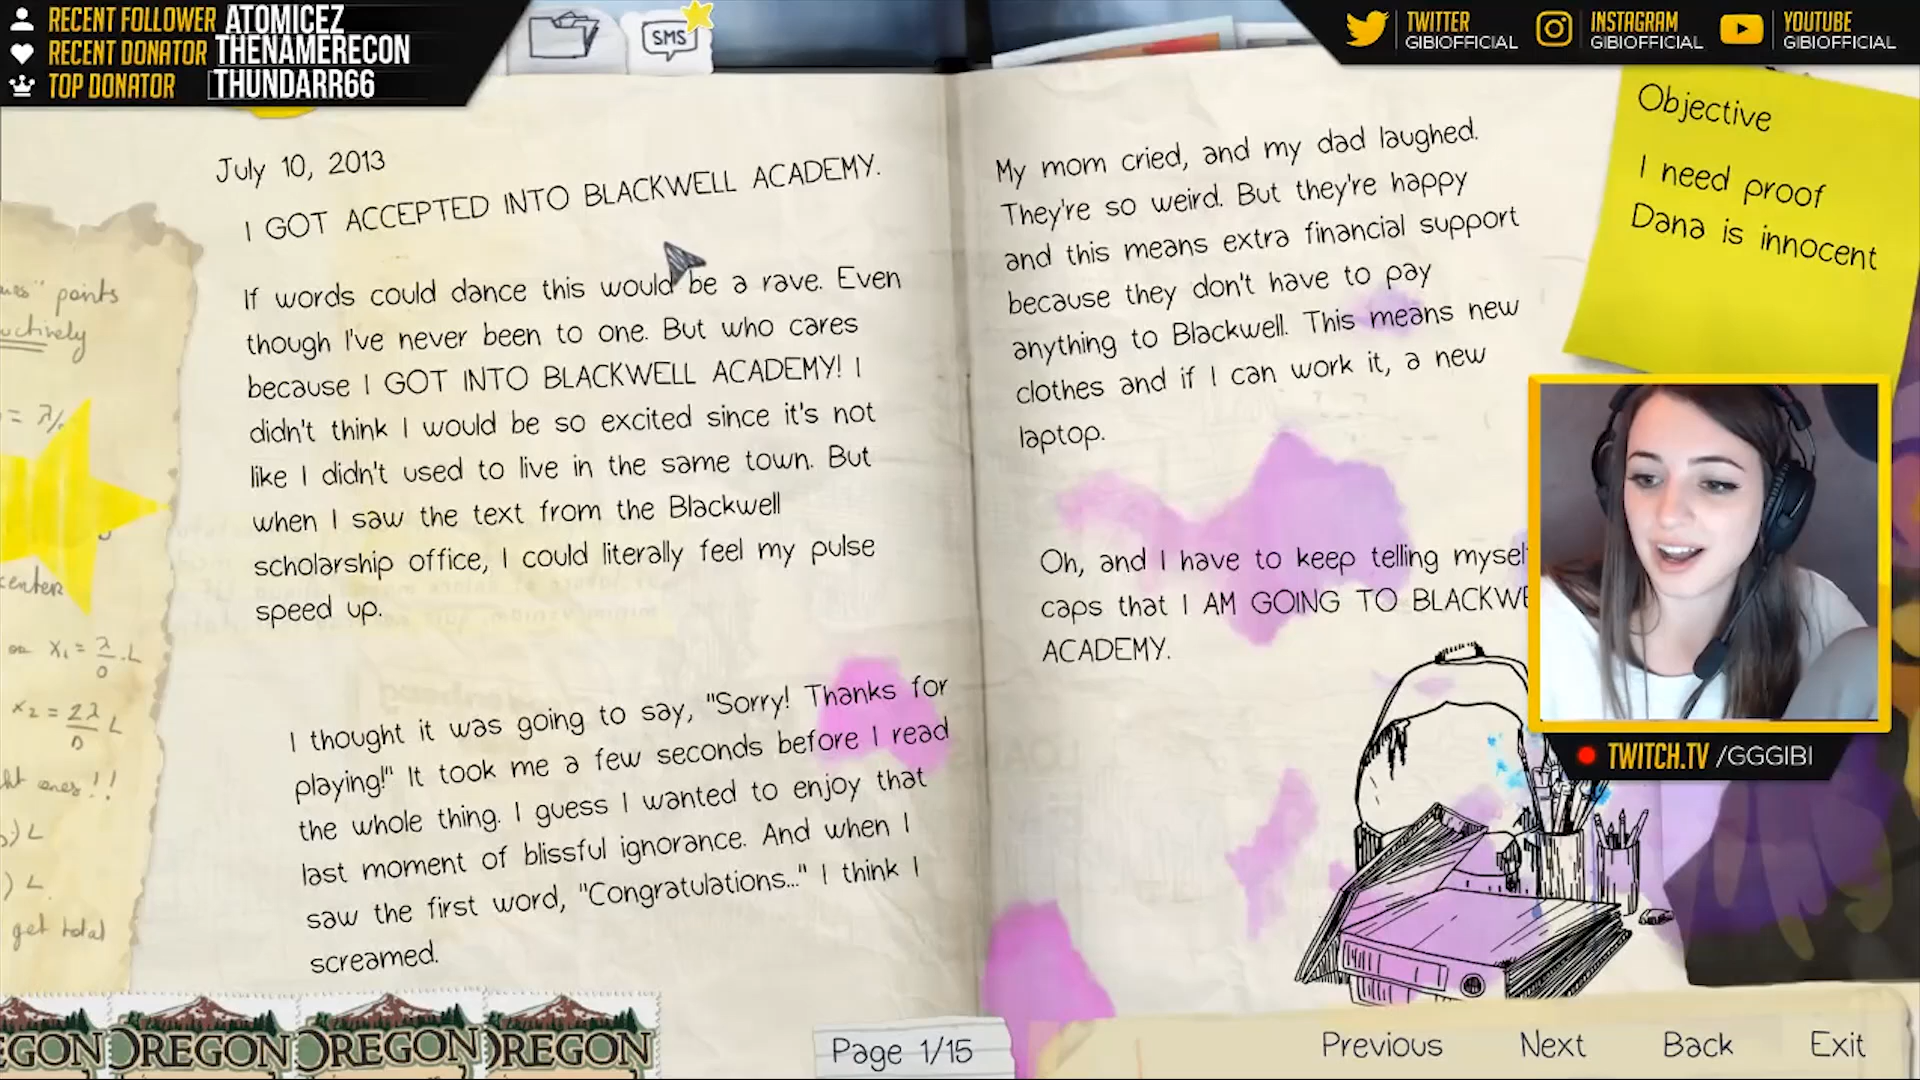 RECENT FOLLOWER ATOMICEZ
RECENT DONATOR THENAMERECON
TOP DONATOR THUNDARR66
SMS
TWITTER
GIBIOFFICIAL
INSTAGRAM
GIBIOFFICIAL
YOUTUBE
GIBIOFFICIAL
July 10, 2013
I GOT ACCEPTED INTO BLACKWELL ACADEMY.
If words could dance this would be a rave. Even
though I've never been to one. But who cares
because I GOT INTO BLACKWELL ACADEMY! I
didn't think I would be so excited since it's not
like I didn't used to live in the same town. But
when I saw the text from the Blackwell
scholarship office, I could literally feel my pulse
speed up.
I thought it was going to say, "Sorry! Thanks for
playing!" It took me a few seconds before I read
the whole thing. I guess I wanted to enjoy that
last moment of blissful ignorance. And when I
saw the first word, "Congratulations..." I think I
screamed.
My mom cried, and my dad laughed.
They're so weird. But they're happy
and this means extra financial support
because they don't have to pay
anything to Blackwell. This means new
clothes and if I can work it, a new
laptop.
Oh, and I have to keep telling mysel
caps that I AM GOING TO BLACKWE
ACADEMY.
Objective
I need proof
Dana is innocent
TWITCH.TV /GGGIBI
points
center
x₁ = λ/D . L
x₂ = 2λ/D L
get total
EGON OREGON OREGON OREGON
Page 1/15
Previous Next Back Exit